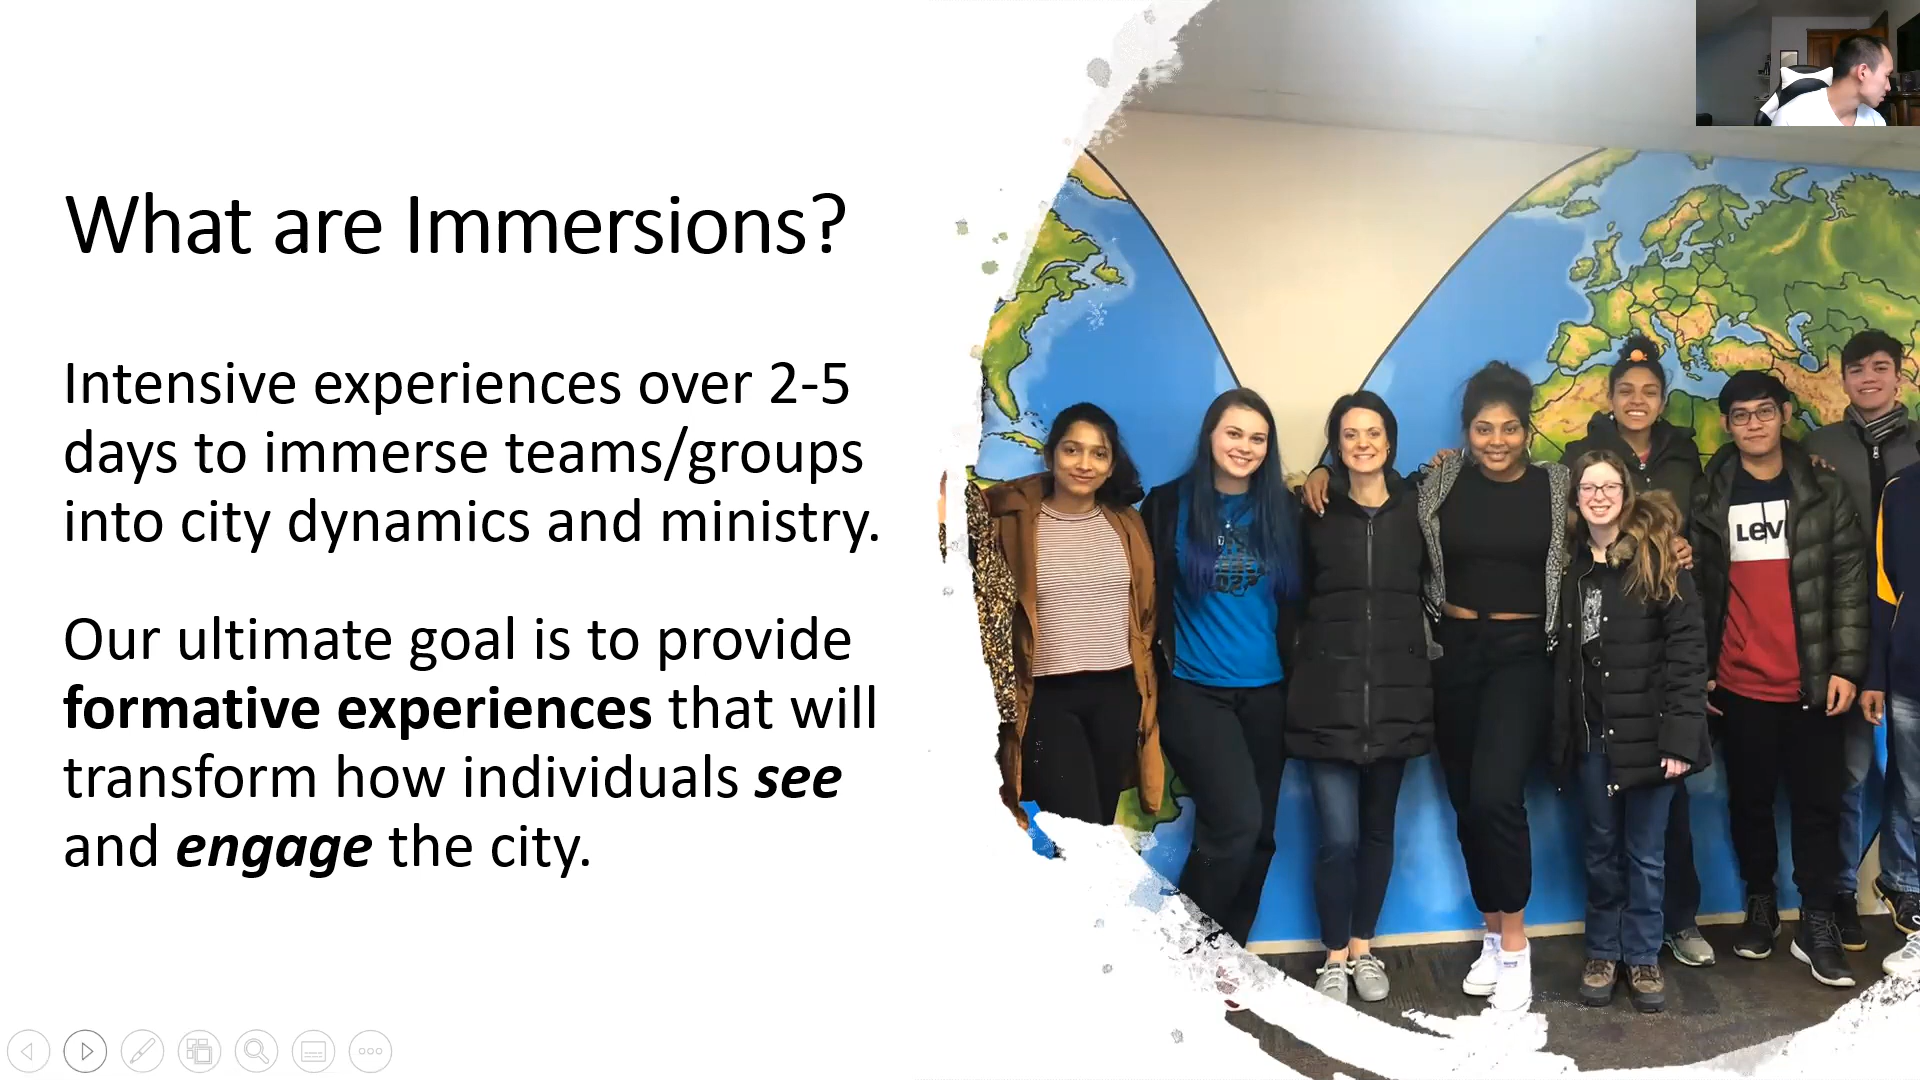 What are Immersions?
Intensive experiences over 2-5
days to immerse teams/groups
into city dynamics and ministry.
Our ultimate goal is to provide
formative experiences that will
transform how individuals see
and engage the city.